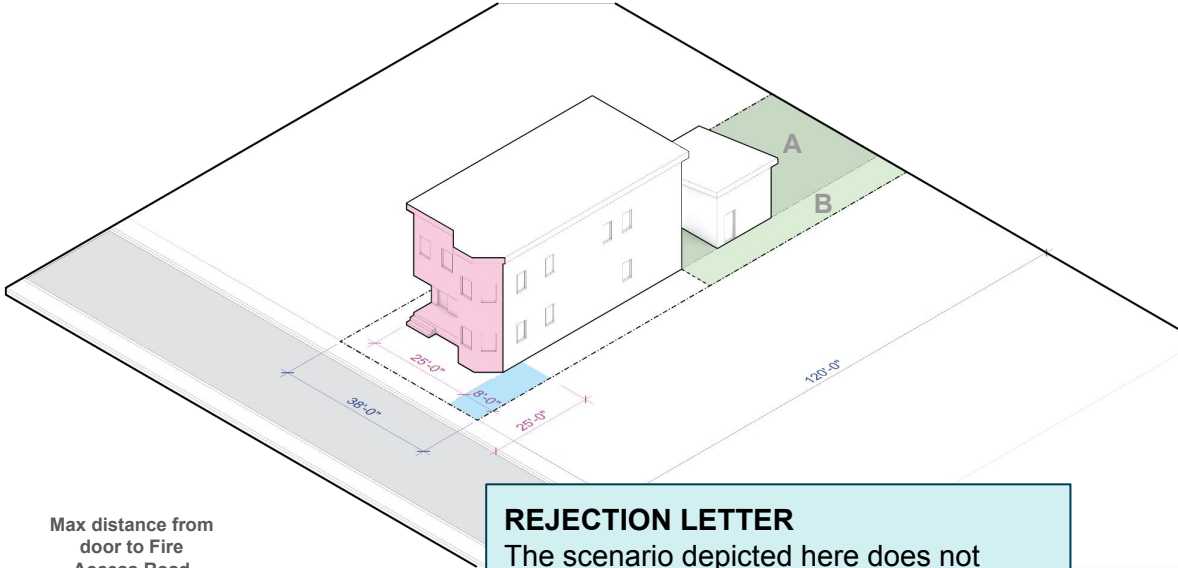 A
B
25'-0"
8'-0"
38'-0"
25'-0"
120'-0"
Max distance from
door to Fire
Access Road
REJECTION LETTER
The scenario depicted here does not